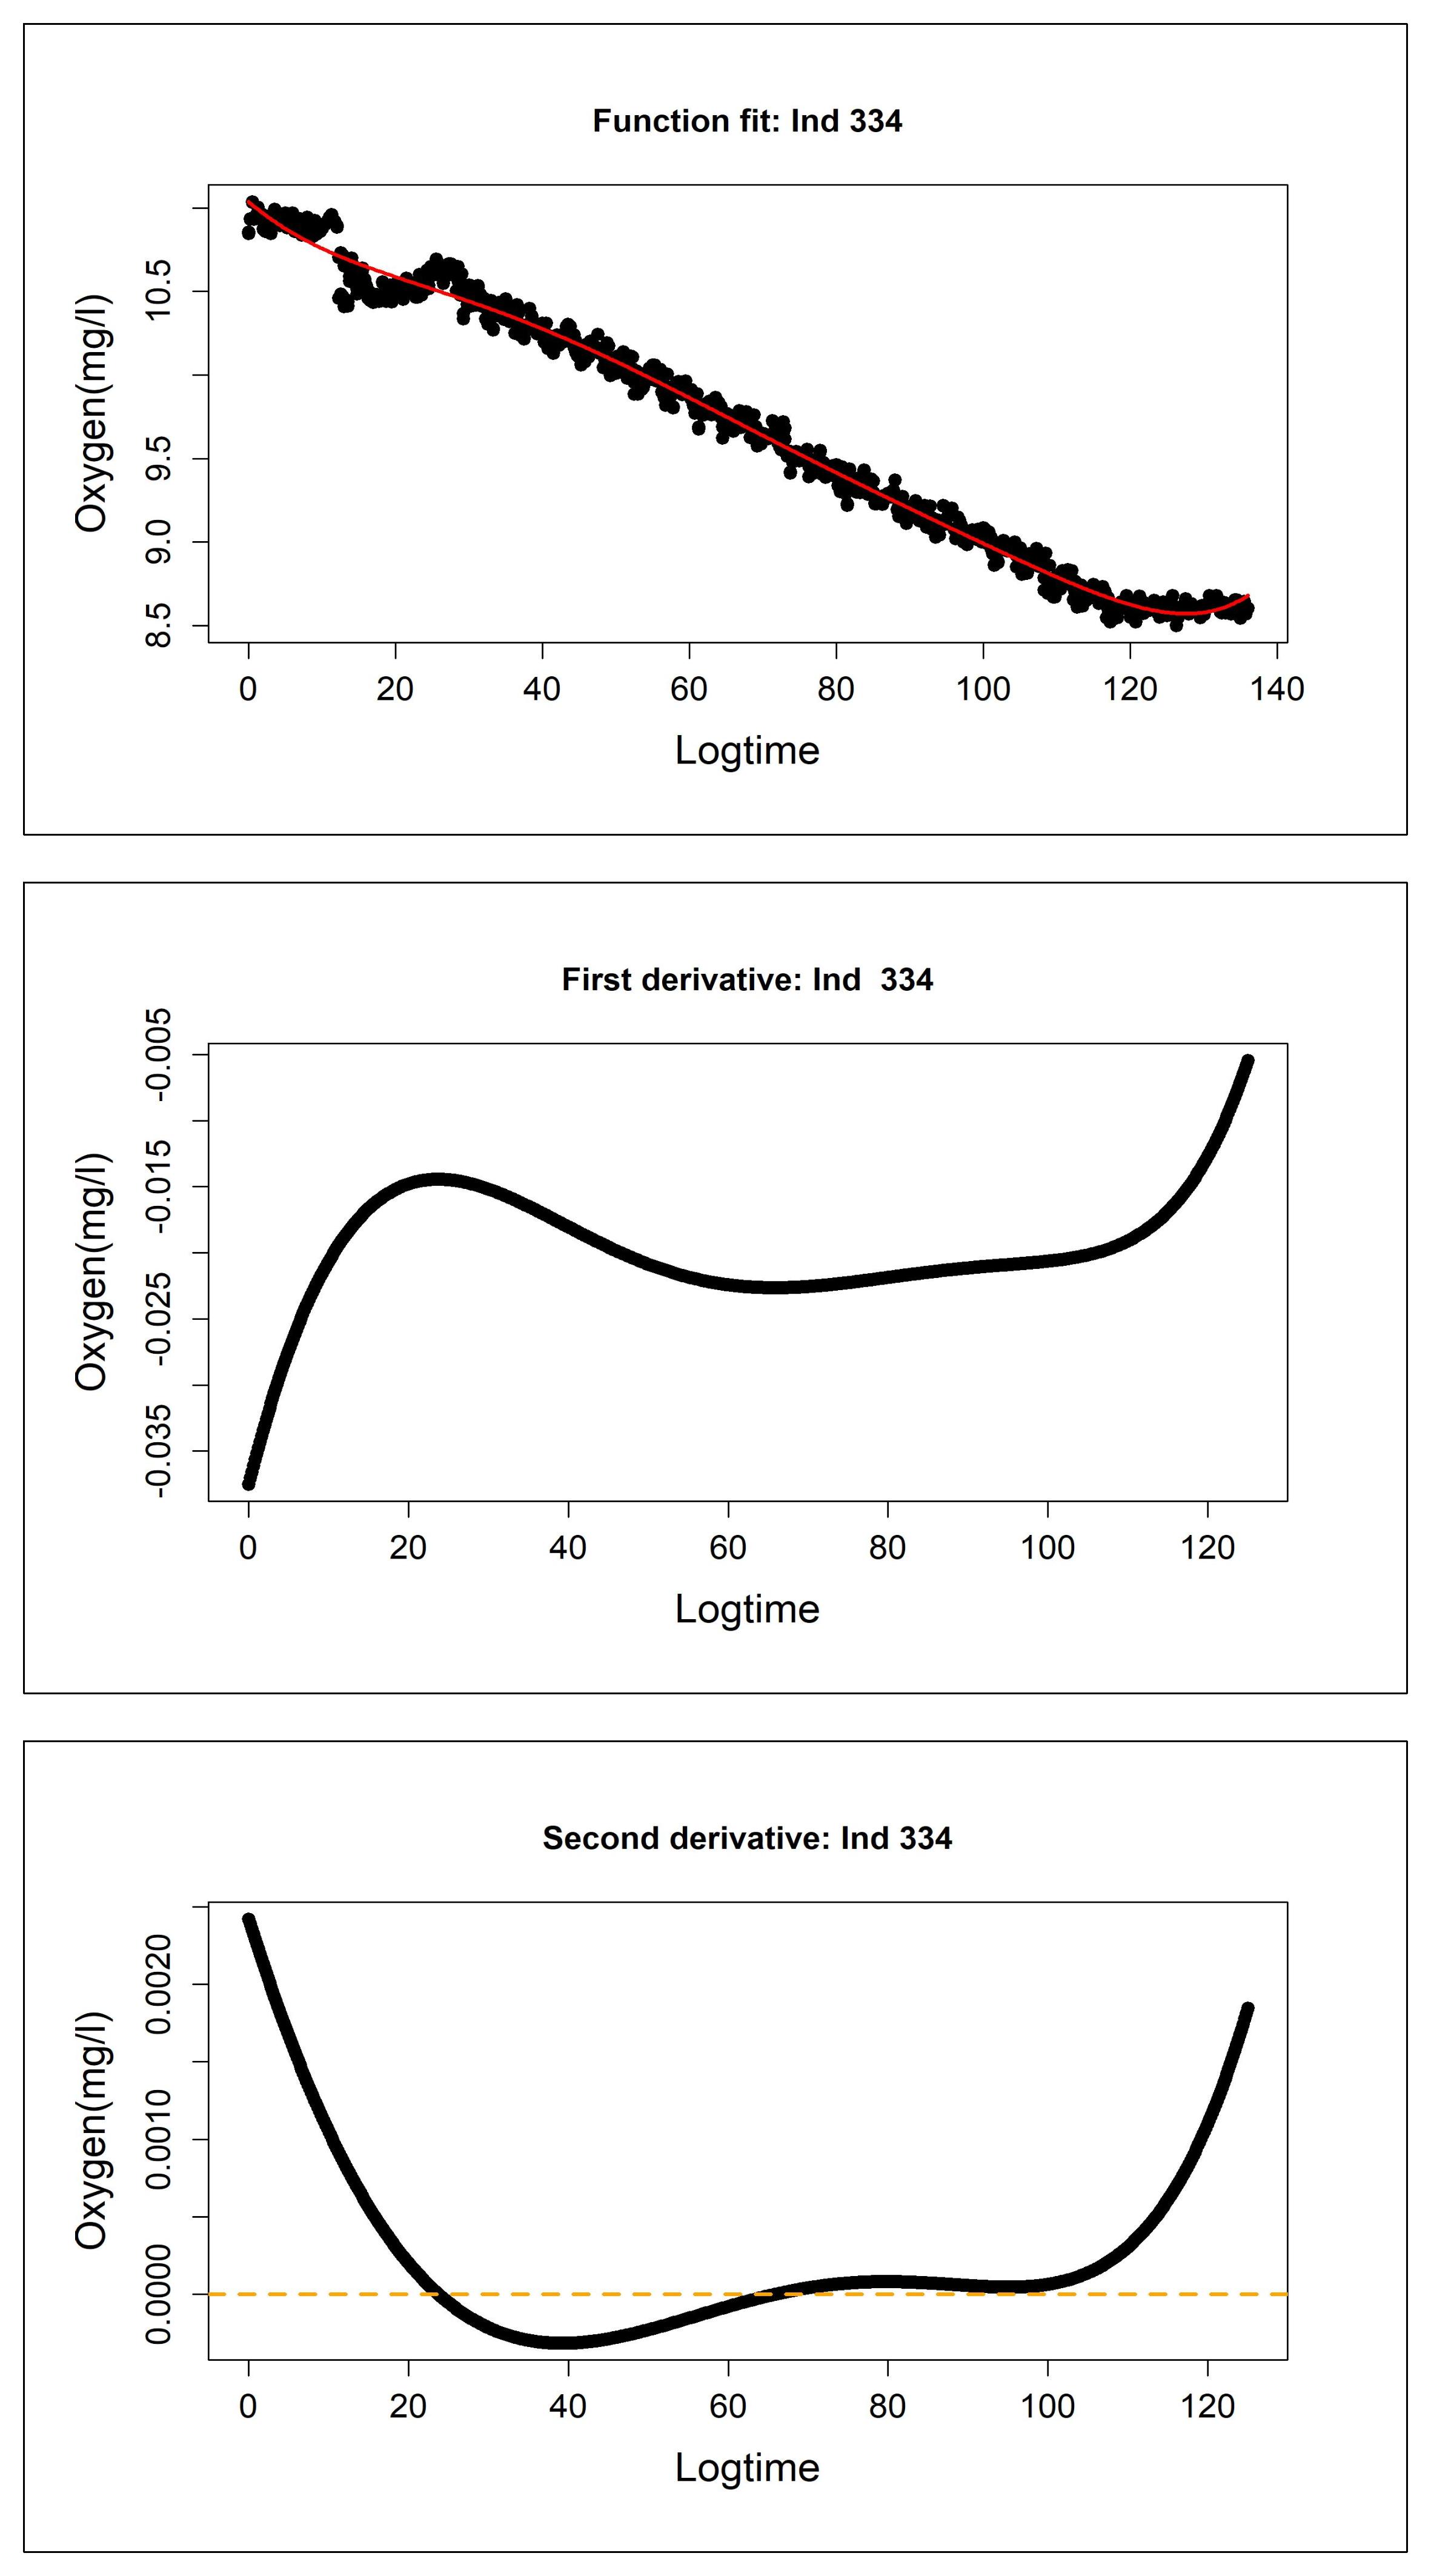 Function fit: Ind 334
Oxygen(mg/l)
10.5
9.5
9.0
8.5
0 20 40 60 80 100 120 140
Logtime
First derivative: Ind  334
Oxygen(mg/l)
-0.005
-0.015
-0.025
-0.035
0 20 40 60 80 100 120
Logtime
Second derivative: Ind 334
Oxygen(mg/l)
0.0020
0.0010
0.0000
0 20 40 60 80 100 120
Logtime